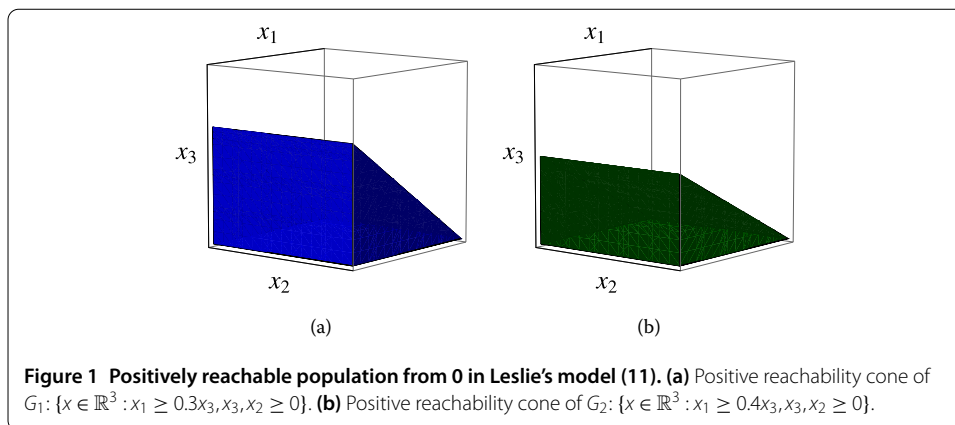 x₁
x₁
x₃
x₃
x₂
x₂
(a)
(b)
Figure 1 Positively reachable population from 0 in Leslie's model (11). (a) Positive reachability cone of
G₁: {x ∈ ℝ³ : x₁ ≥ 0.3x₃, x₃, x₂ ≥ 0}. (b) Positive reachability cone of G₂: {x ∈ ℝ³ : x₁ ≥ 0.4x₃, x₃, x₂ ≥ 0}.